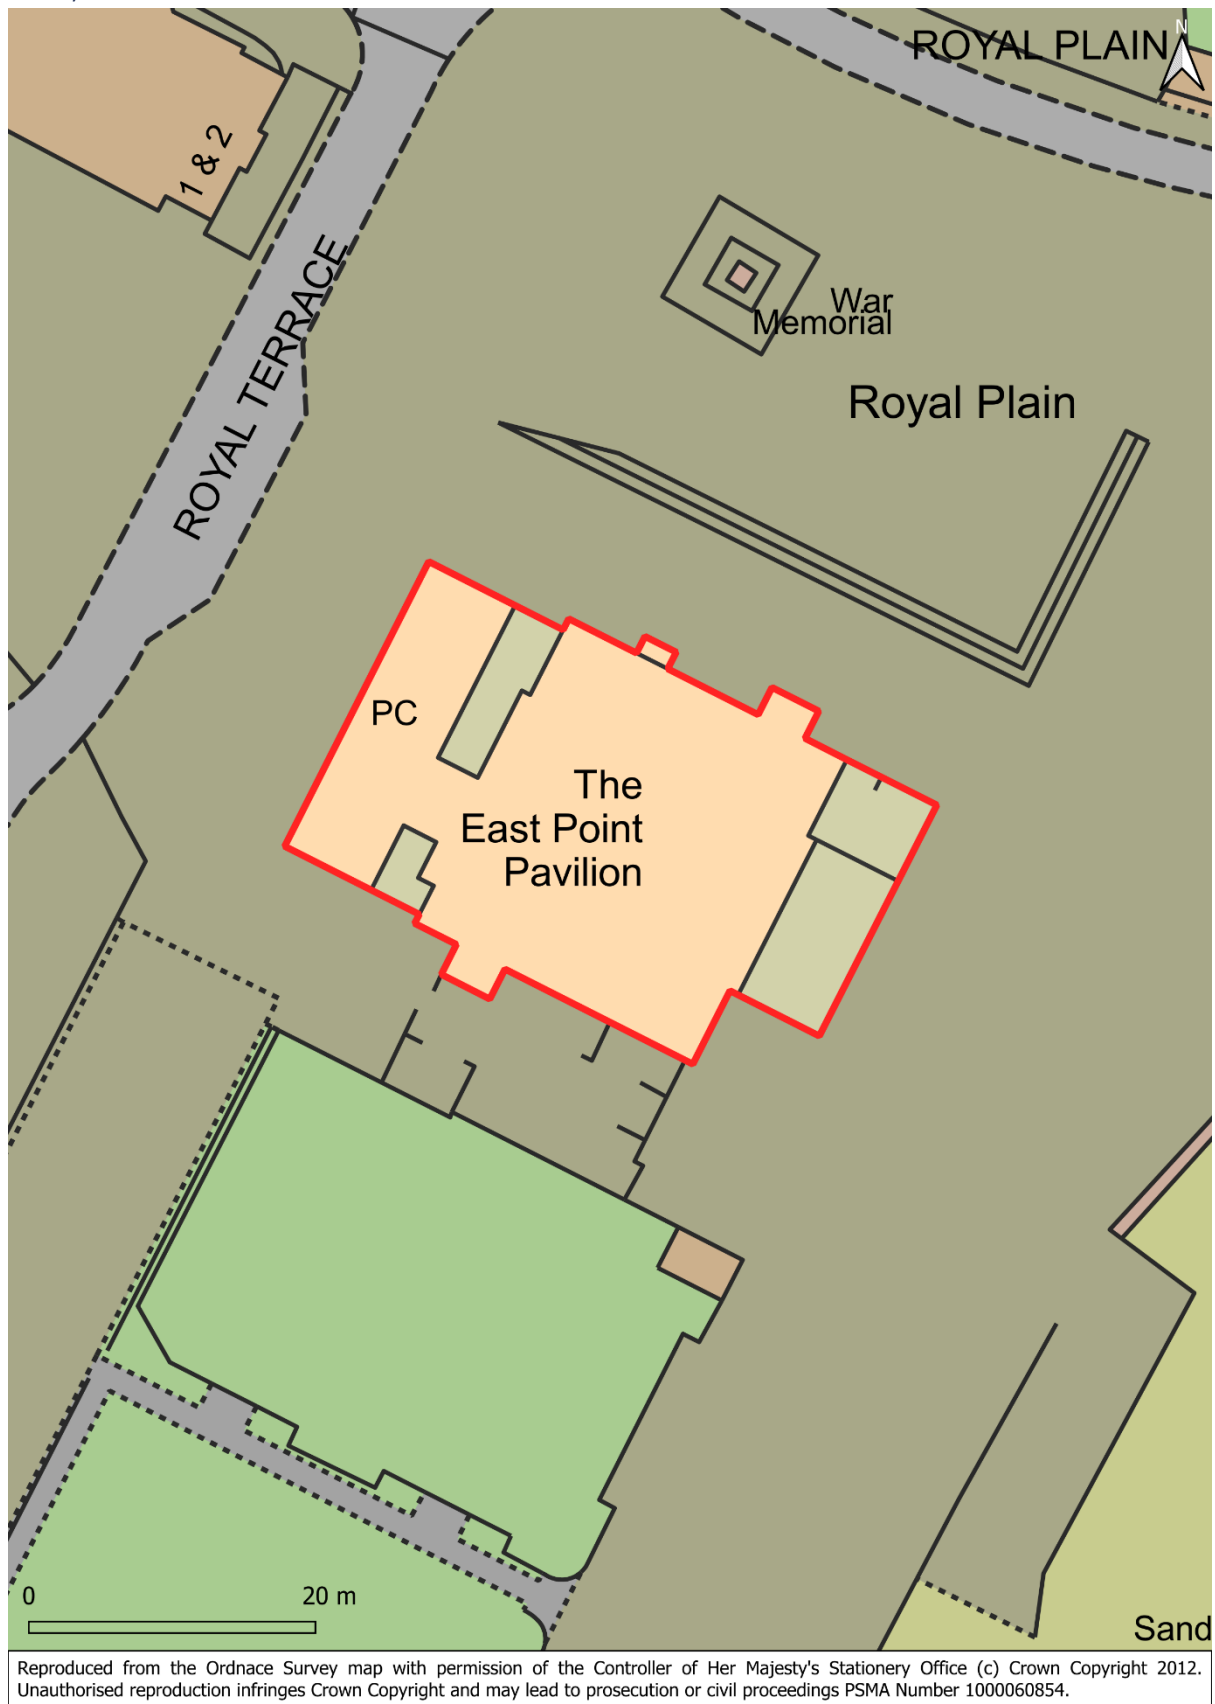 ROYAL PLAIN
N
1 & 2
ROYAL TERRACE
War
Memorial
Royal Plain
PC
The
East Point
Pavilion
0 20 m
Sand
Reproduced from the Ordnace Survey map with permission of the Controller of Her Majesty's Stationery Office (c) Crown Copyright 2012.
Unauthorised reproduction infringes Crown Copyright and may lead to prosecution or civil proceedings PSMA Number 1000060854.